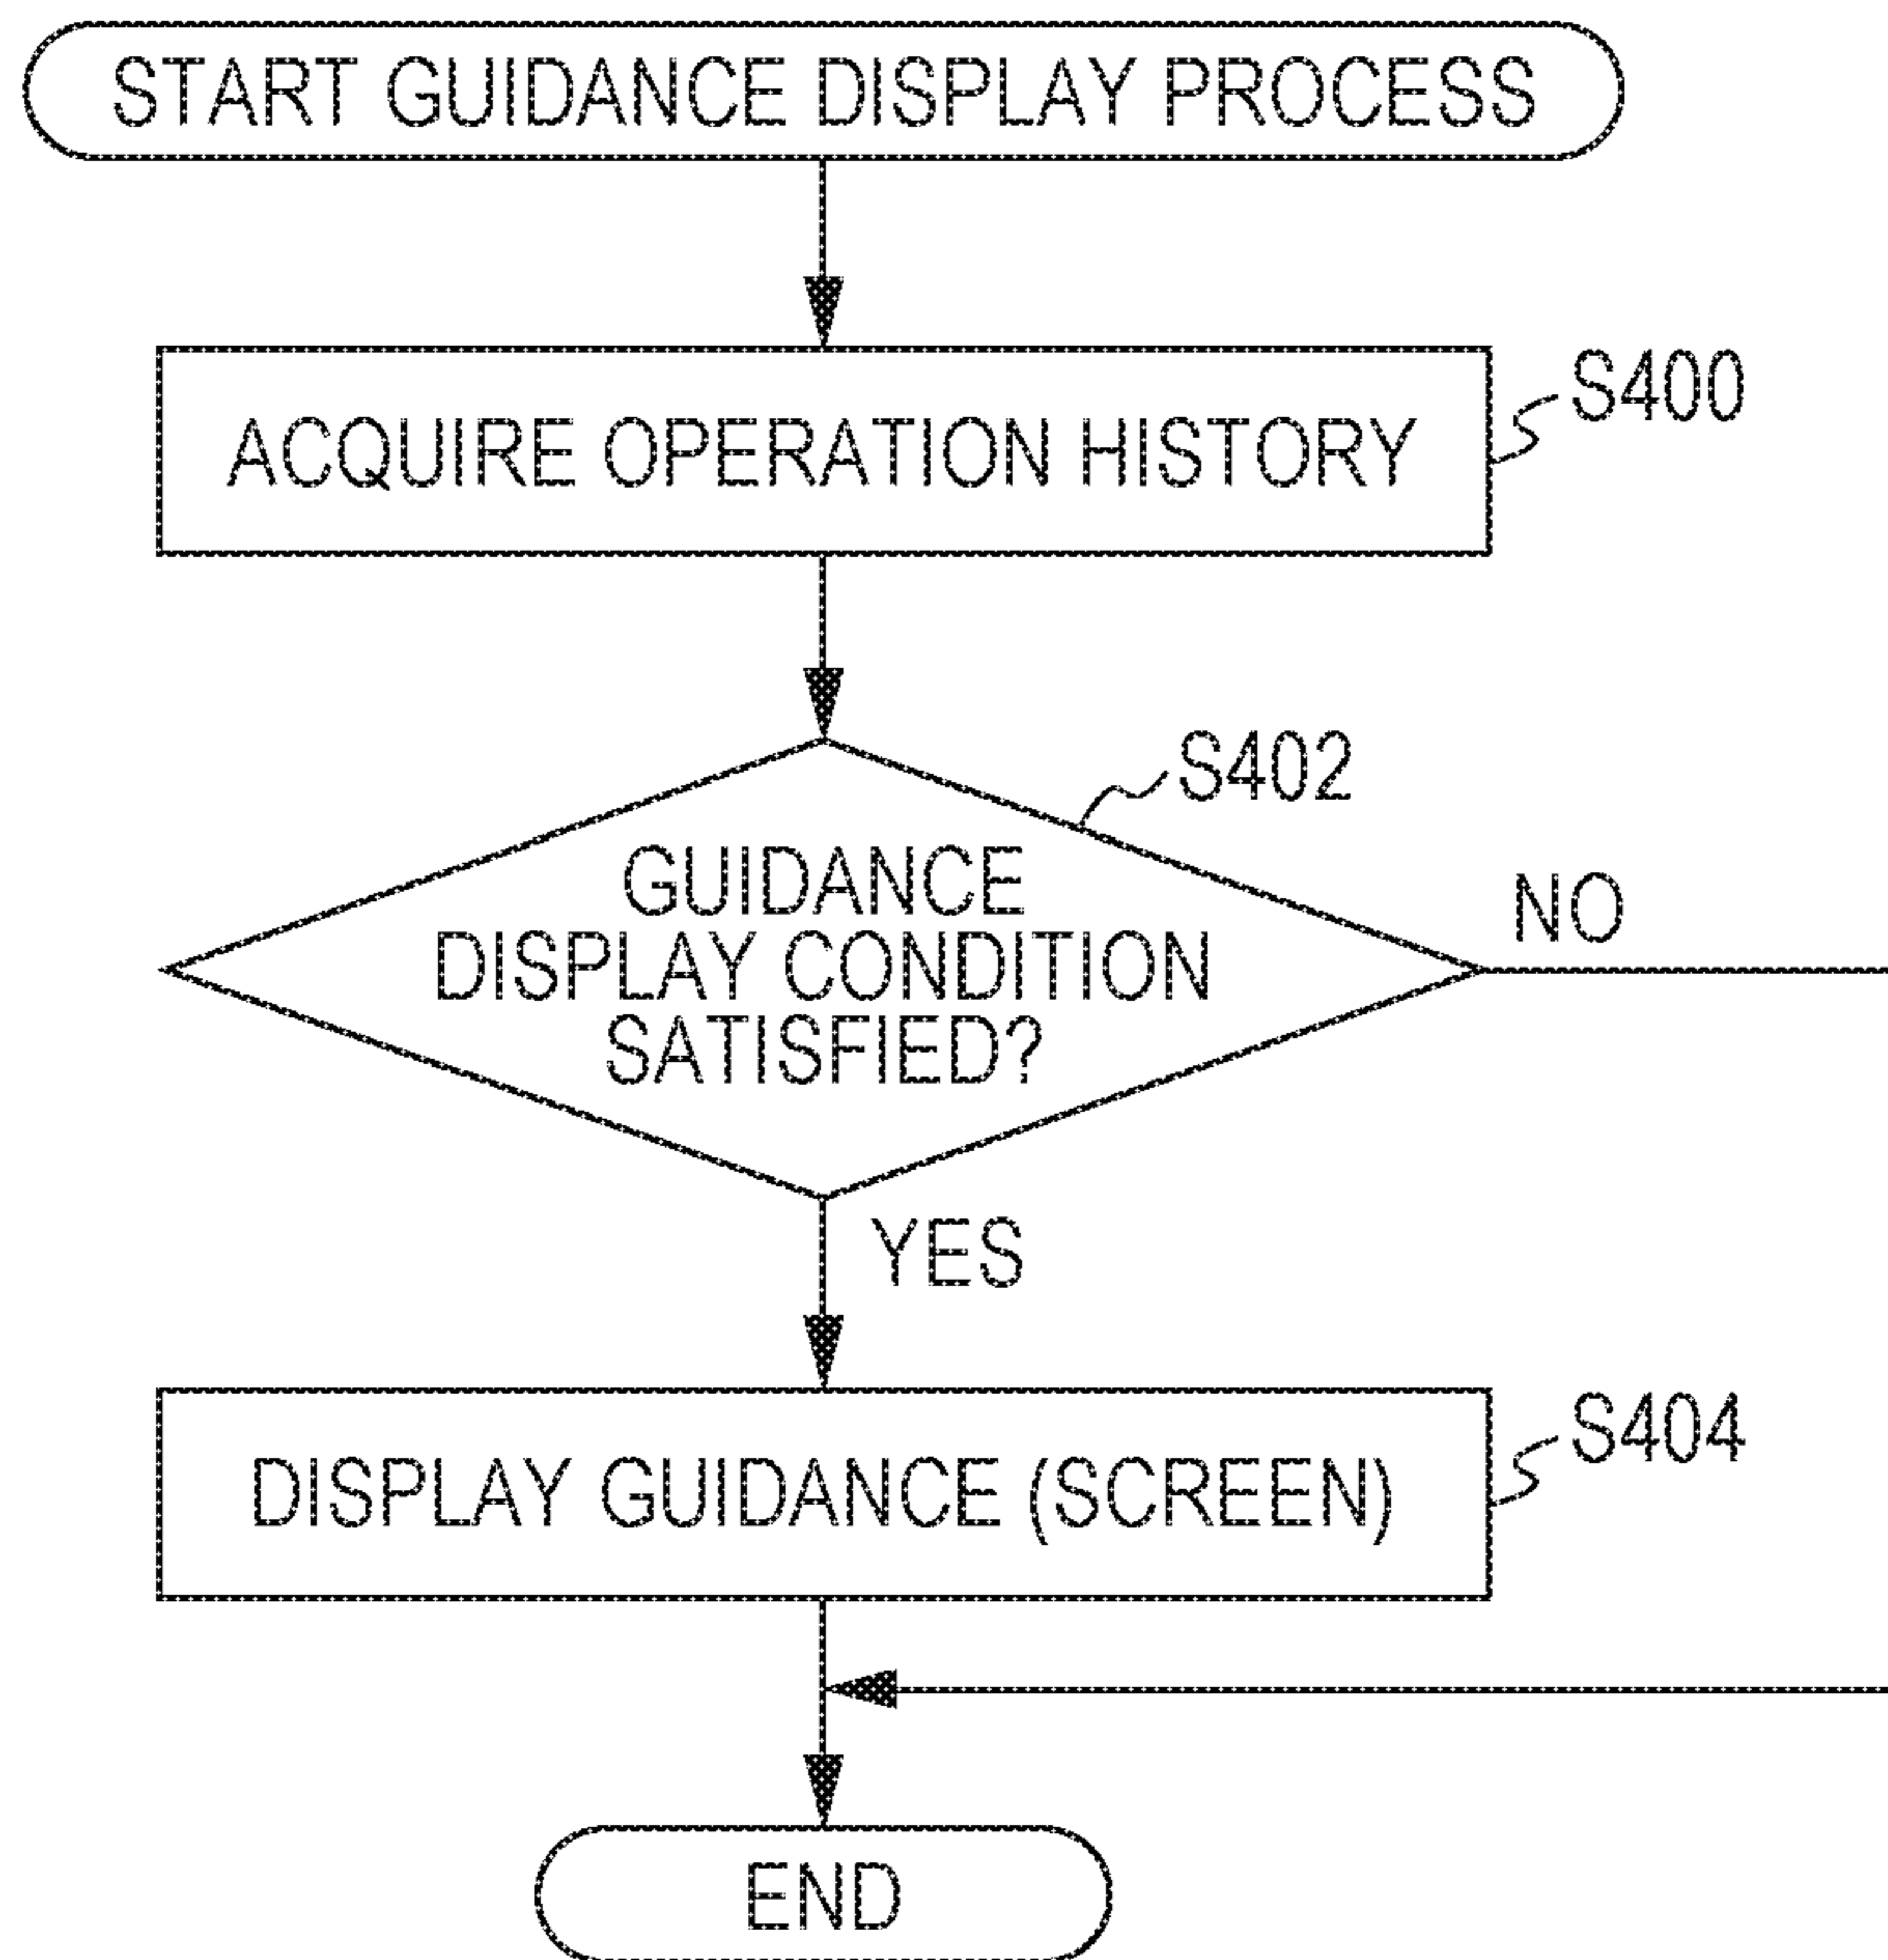 START GUIDANCE DISPLAY PROCESS
ACQUIRE OPERATION HISTORY
S400
S402
GUIDANCE
DISPLAY CONDITION
SATISFIED?
NO
YES
DISPLAY GUIDANCE (SCREEN)
S404
END